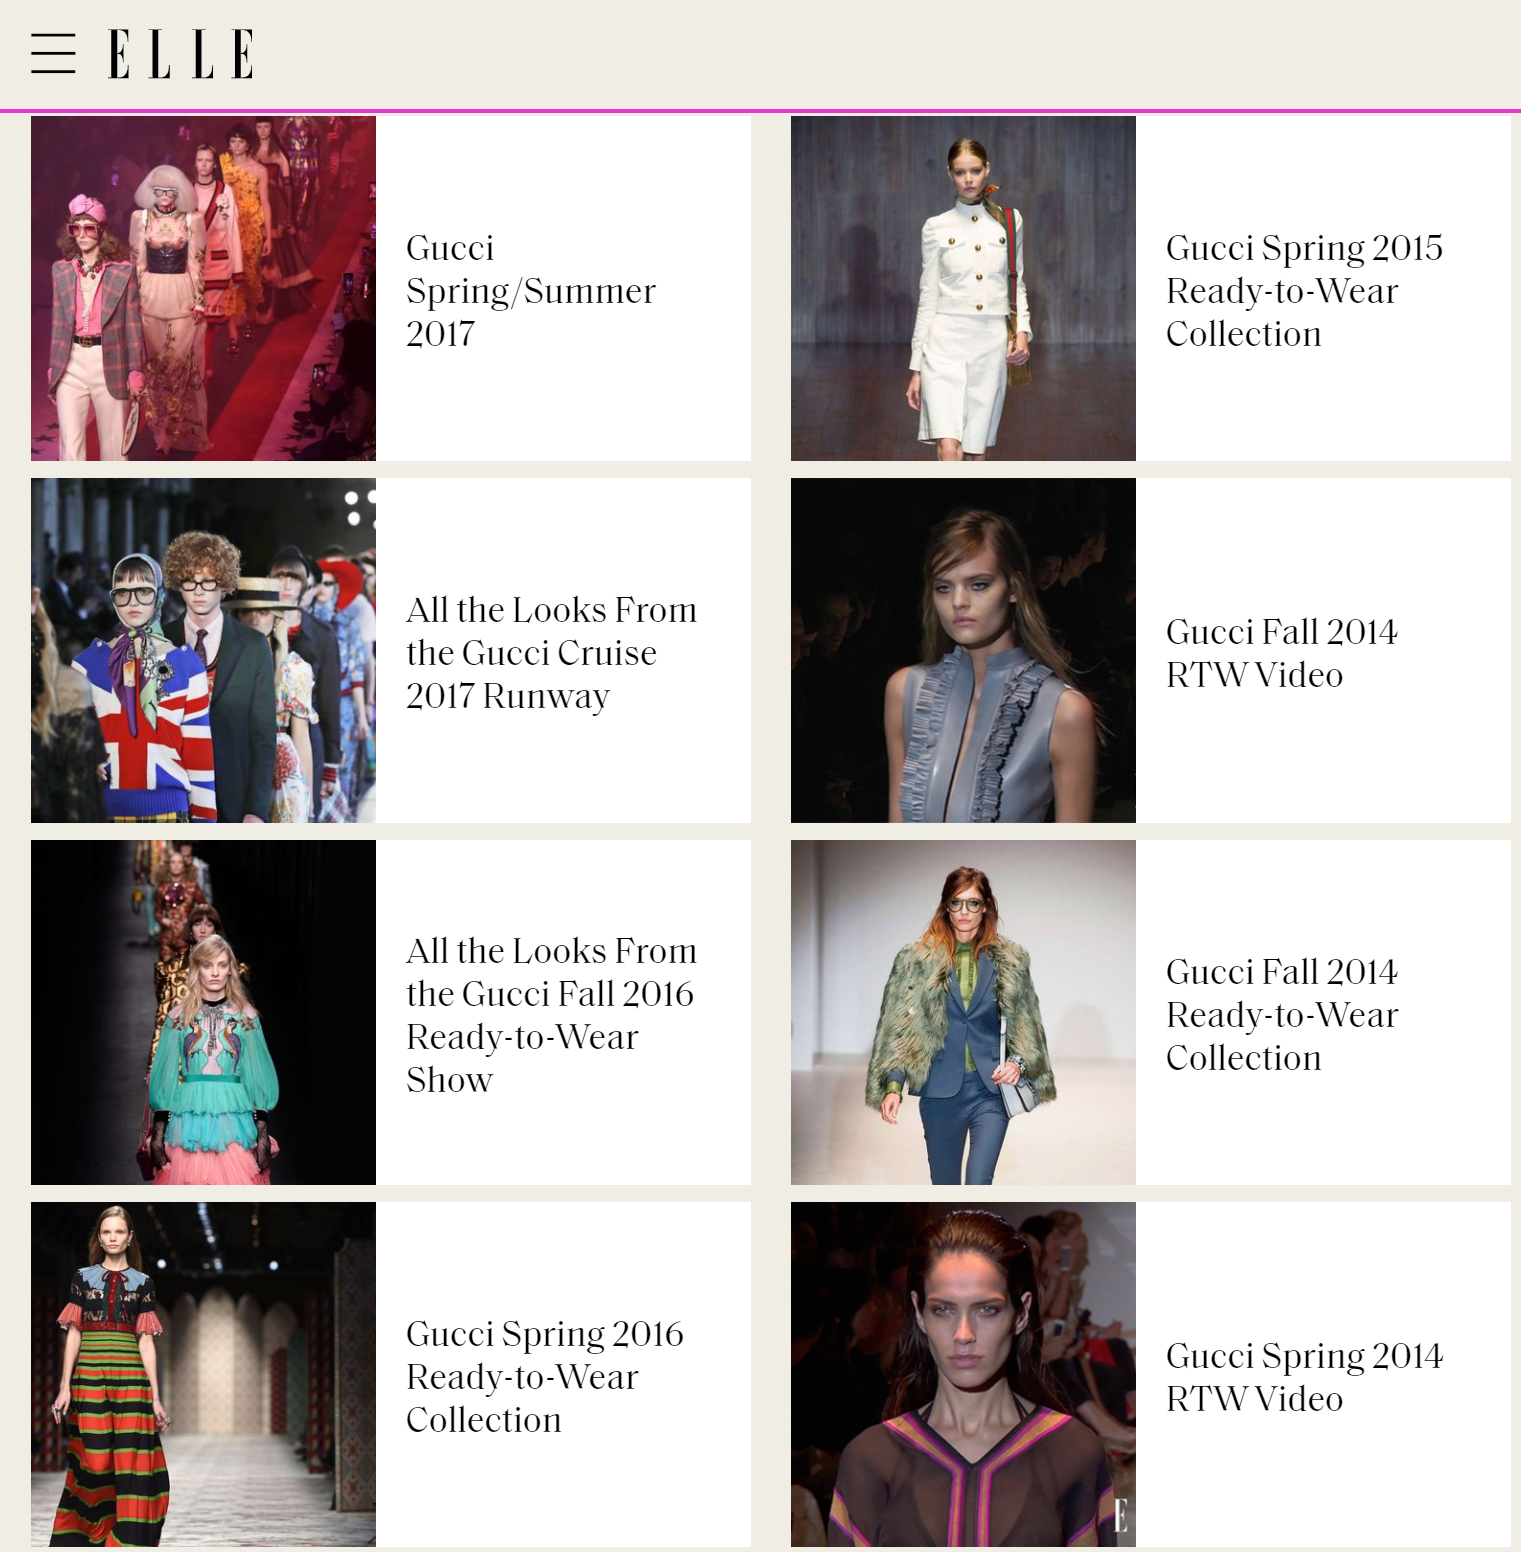 ELLE
Gucci
Spring/Summer
2017
Gucci Spring 2015
Ready-to-Wear
Collection
All the Looks From
the Gucci Cruise
2017 Runway
Gucci Fall 2014
RTW Video
All the Looks From
the Gucci Fall 2016
Ready-to-Wear
Show
Gucci Fall 2014
Ready-to-Wear
Collection
Gucci Spring 2016
Ready-to-Wear
Collection
Gucci Spring 2014
RTW Video
E